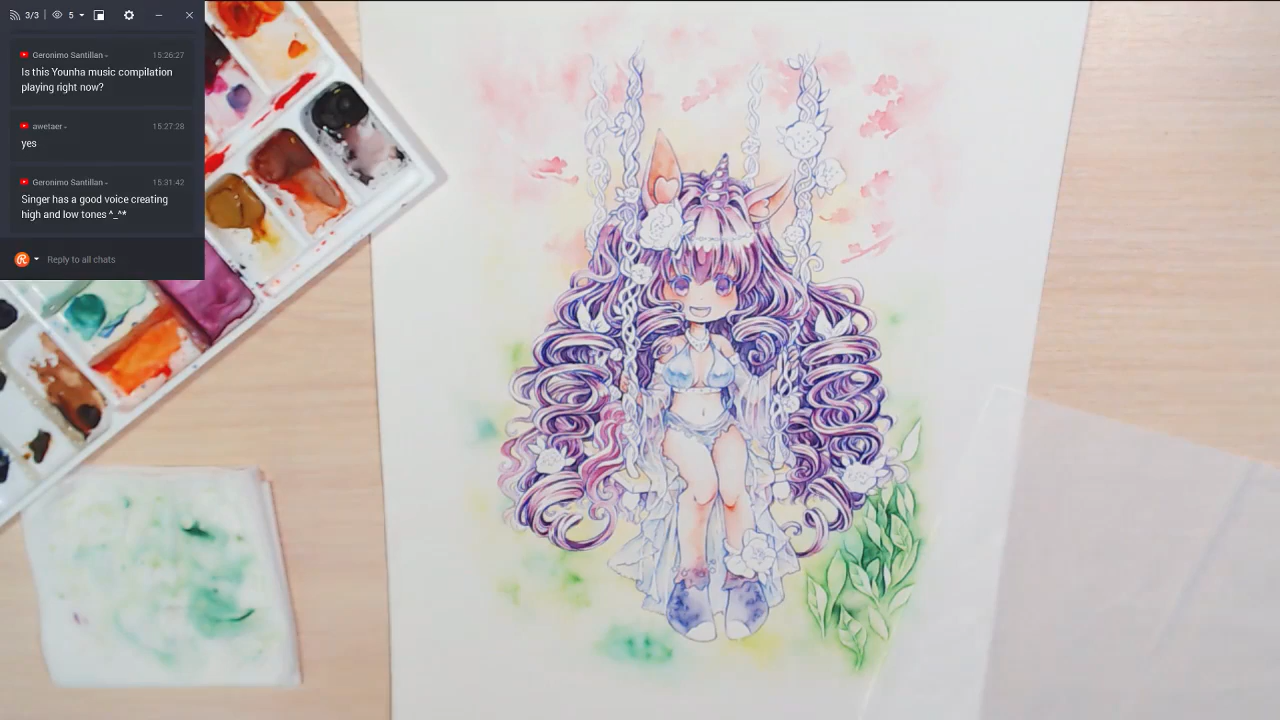 3/3 5
Geronimo Santillan 15:26:27
Is this Younha music compilation
playing right now?
awetaer 15:27:28
yes
Geronimo Santillan 15:31:42
Singer has a good voice creating
high and low tones ^_^*
Reply to all chats